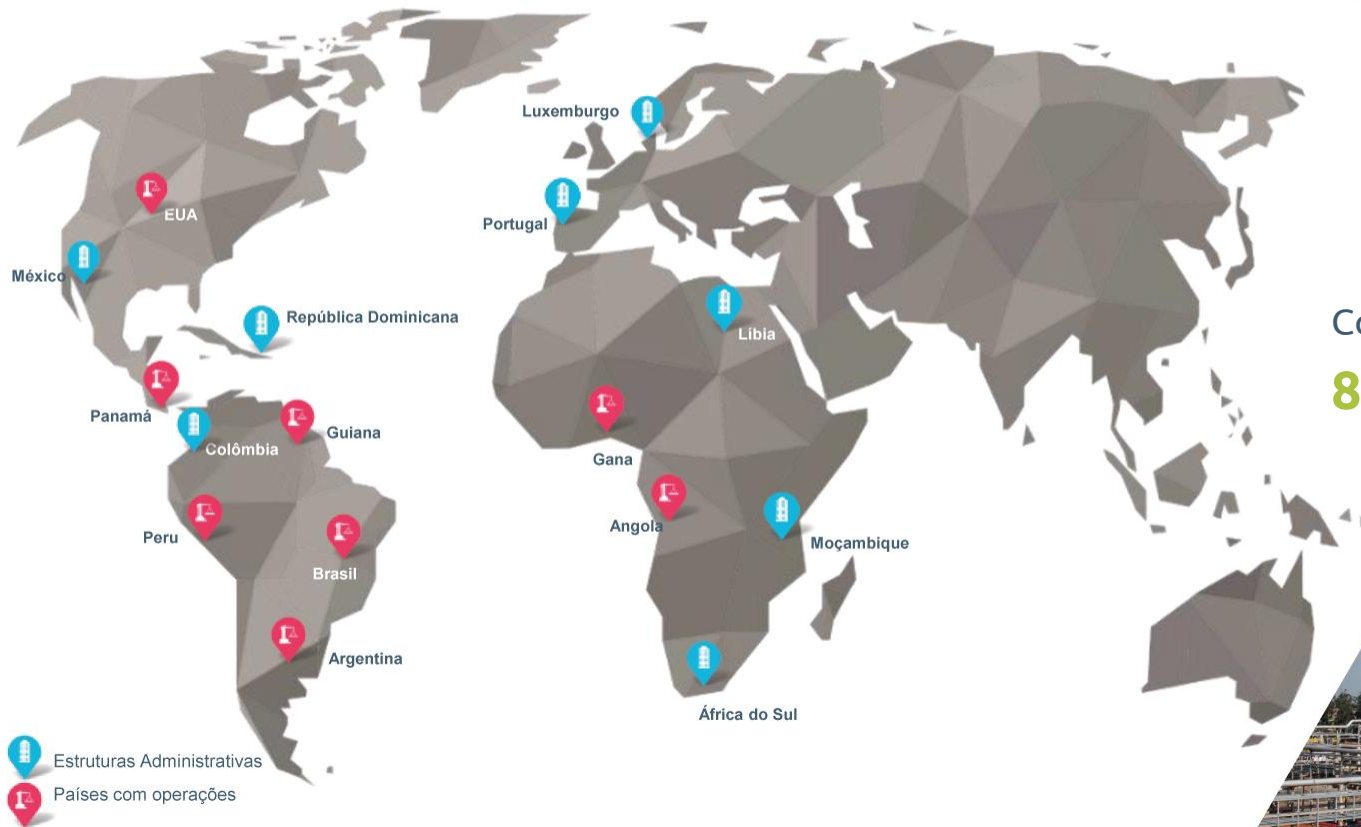 Luxemburgo
EUA
Portugal
México
República Dominicana
Líbia
Panamá
Guiana
Colômbia
Gana
Angola
Peru
Moçambique
Brasil
Argentina
África do Sul
Estruturas Administrativas
Países com operações
8